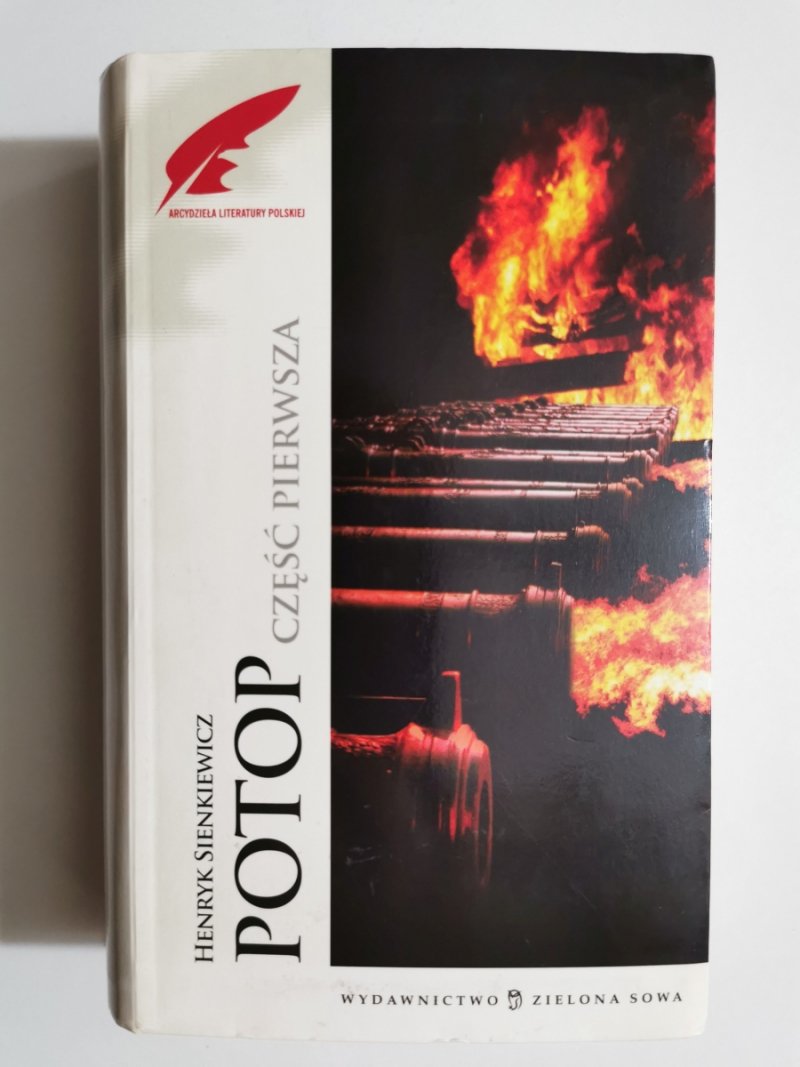 ARCYDZIEŁA LITERATURY POLSKIEJ
HENRYK SIENKIEWICZ
POTOP
CZĘŚĆ PIERWSZA
WYDAWNICTWO ZIELONA SOWA